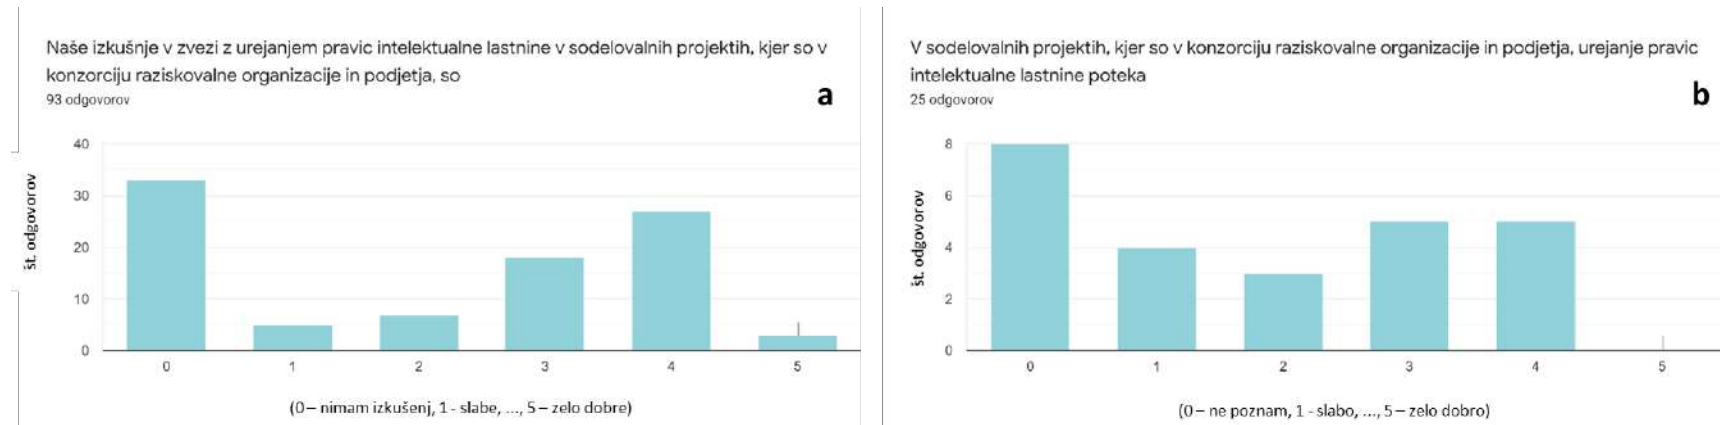 Naše izkušnje v zvezi z urejanjem pravic intelektualne lastnine v sodelovalnih projektih, kjer so v
konzorciju raziskovalne organizacije in podjetja, so
93 odgovorov
a
št. odgovorov
40
30
20
10
0
0 1 2 3 4 5
(0 – nimam izkušenj, 1 - slabe, ..., 5 – zelo dobre)
V sodelovalnih projektih, kjer so v konzorciju raziskovalne organizacije in podjetja, urejanje pravic
intelektualne lastnine poteka
25 odgovorov
b
št. odgovorov
8
6
4
2
0
0 1 2 3 4 5
(0 – ne poznam, 1 - slabo, ..., 5 – zelo dobro)